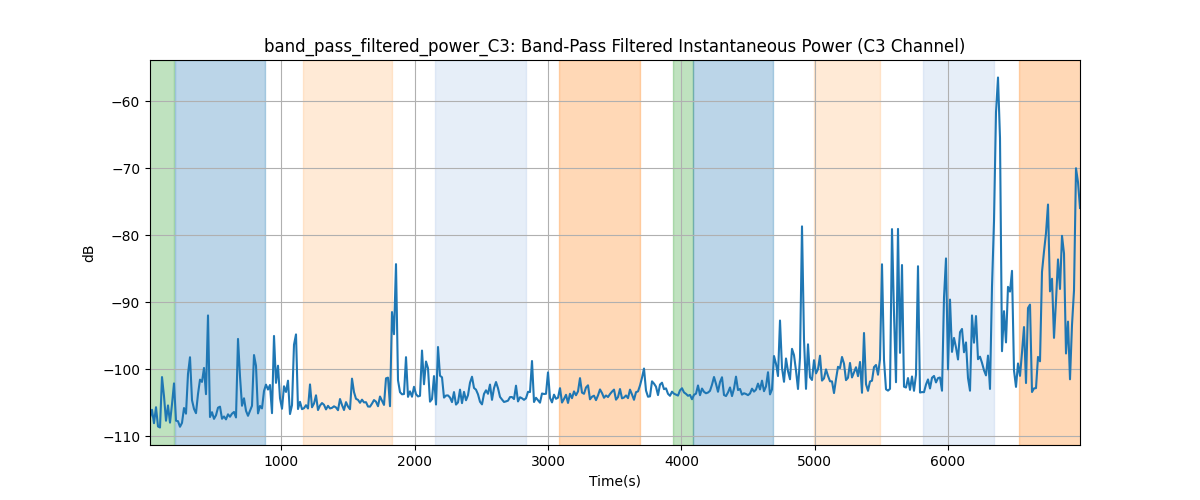 band_pass_filtered_power_C3: Band-Pass Filtered Instantaneous Power (C3 Channel)
−60
−70
−80
−90
−100
−110
dB
1000 2000 3000 4000 5000 6000
Time(s)